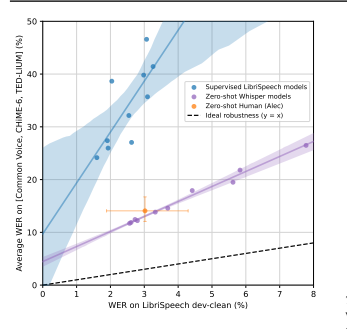 50
40
30
20
10
0
Average WER on [Common Voice, CHiME-6, TED-LIUM] (%)
Supervised LibriSpeech models
Zero-shot Whisper models
Zero-shot Human (Alec)
Ideal robustness (y = x)
0 1 2 3 4 5 6 7 8
WER on LibriSpeech dev-clean (%)